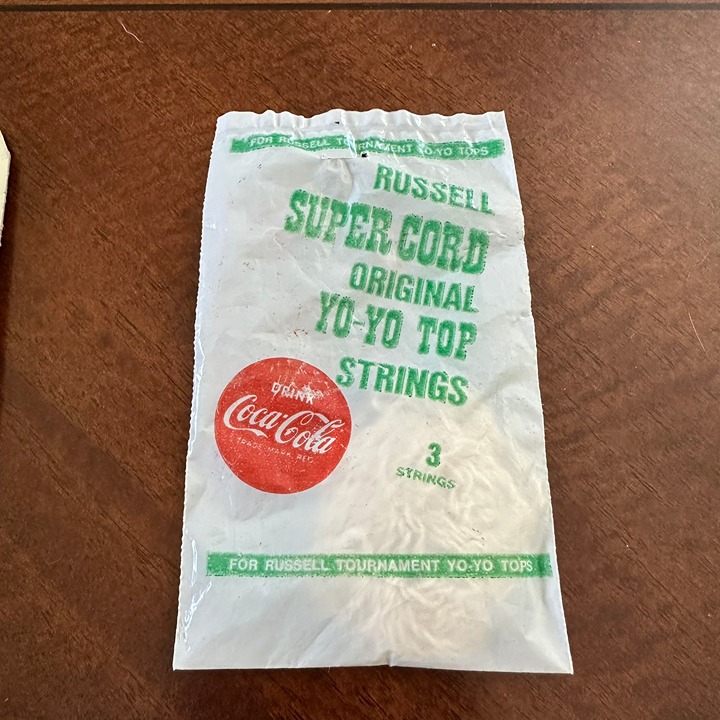 FOR RUSSELL TOURNAMENT YO-YO TOPS
RUSSELL
SUPER CORD
ORIGINAL
YO-YO TOP
STRINGS
DRINK
Coca-Cola
TRADE-MARK REG.
3
STRINGS
FOR RUSSELL TOURNAMENT YO-YO TOPS